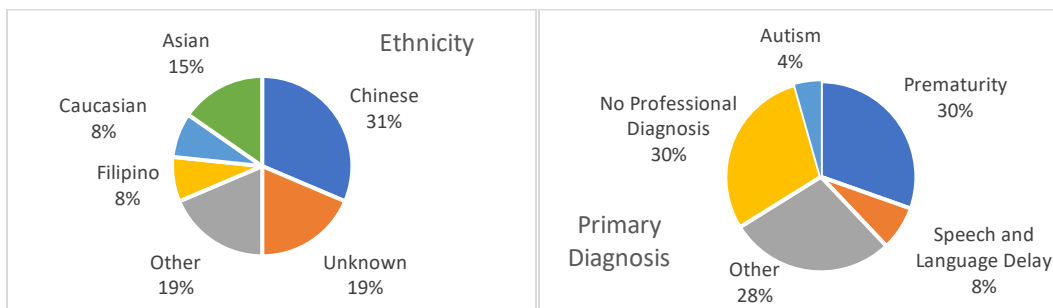 Ethnicity
Asian
15%
Chinese
31%
Caucasian
8%
Filipino
8%
Other
19%
Unknown
19%
Autism
4%
Prematurity
30%
No Professional
Diagnosis
30%
Primary
Diagnosis
Speech and
Language Delay
8%
Other
28%